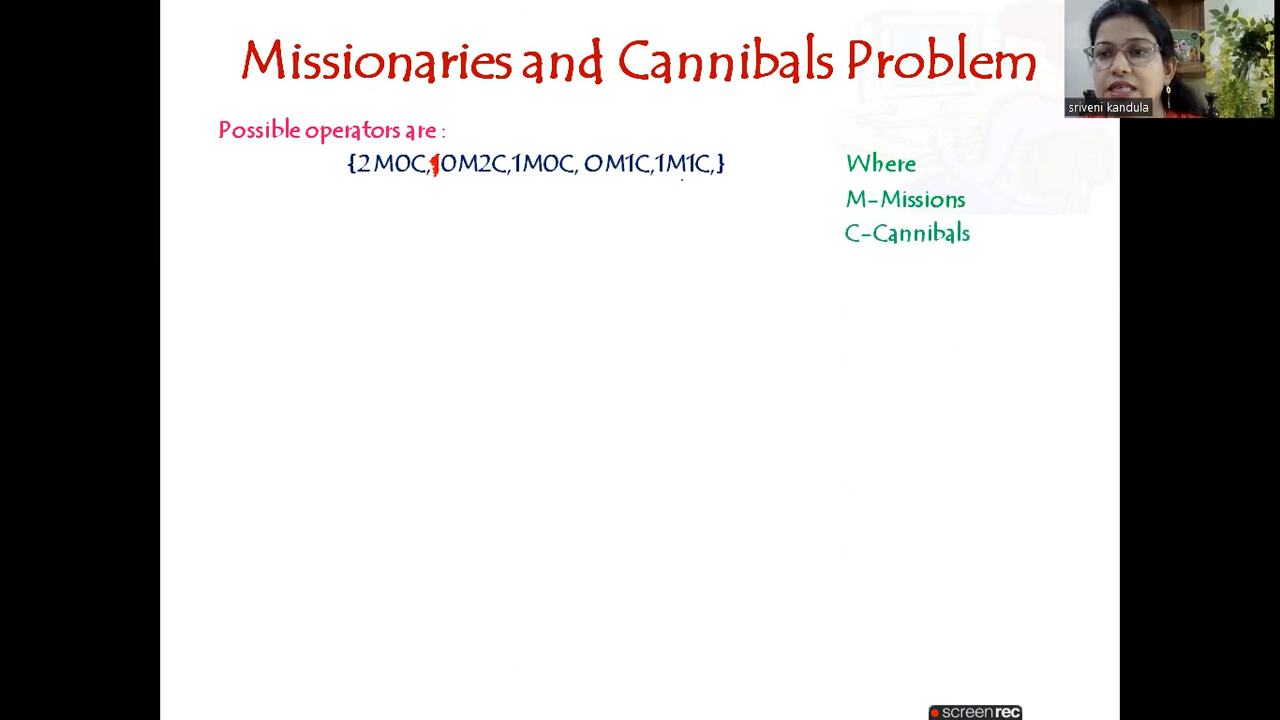 Missionaries and Cannibals Problem
sriveni kandula
Possible operators are :
{2M0C, 0M2C,1M0C, 0M1C,1M1C,}
Where
M-Missions
C-Cannibals
screenrec